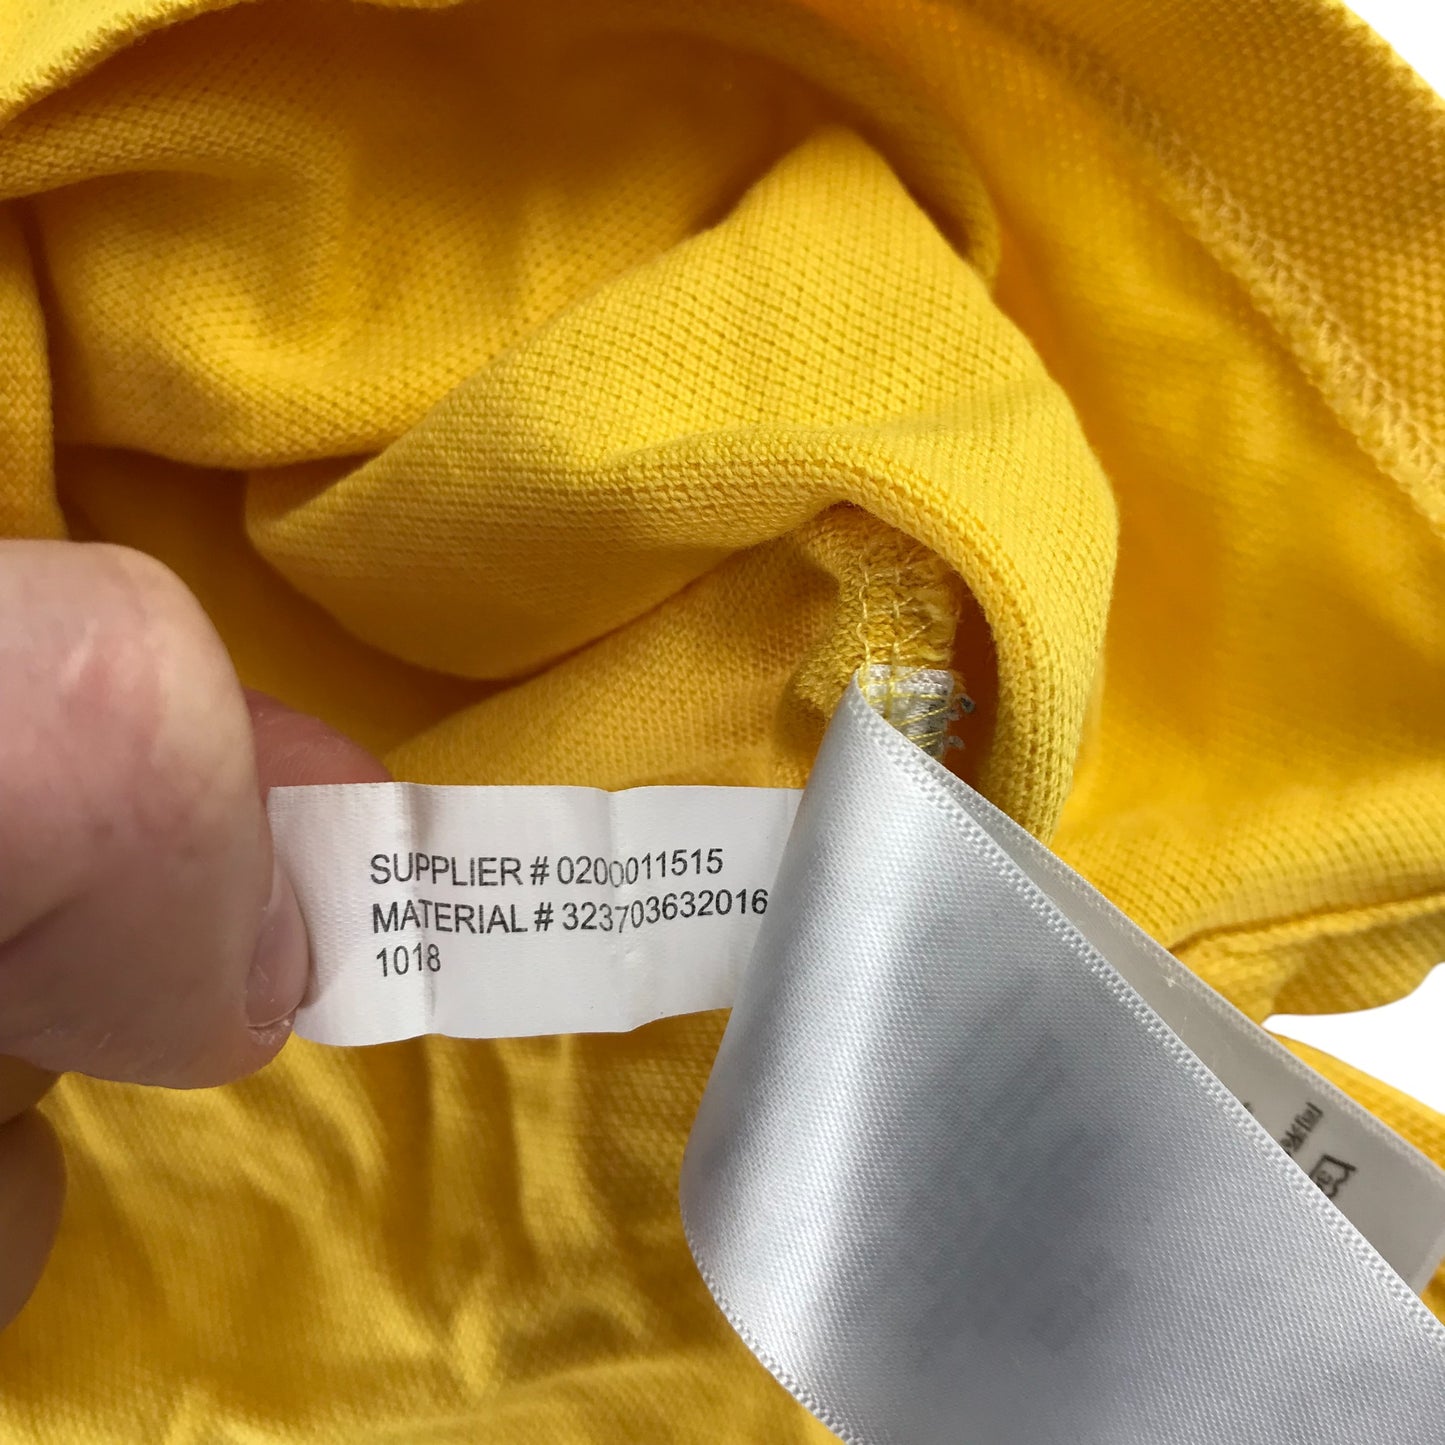 SUPPLIER # 0200011515
MATERIAL # 323703632016
1018